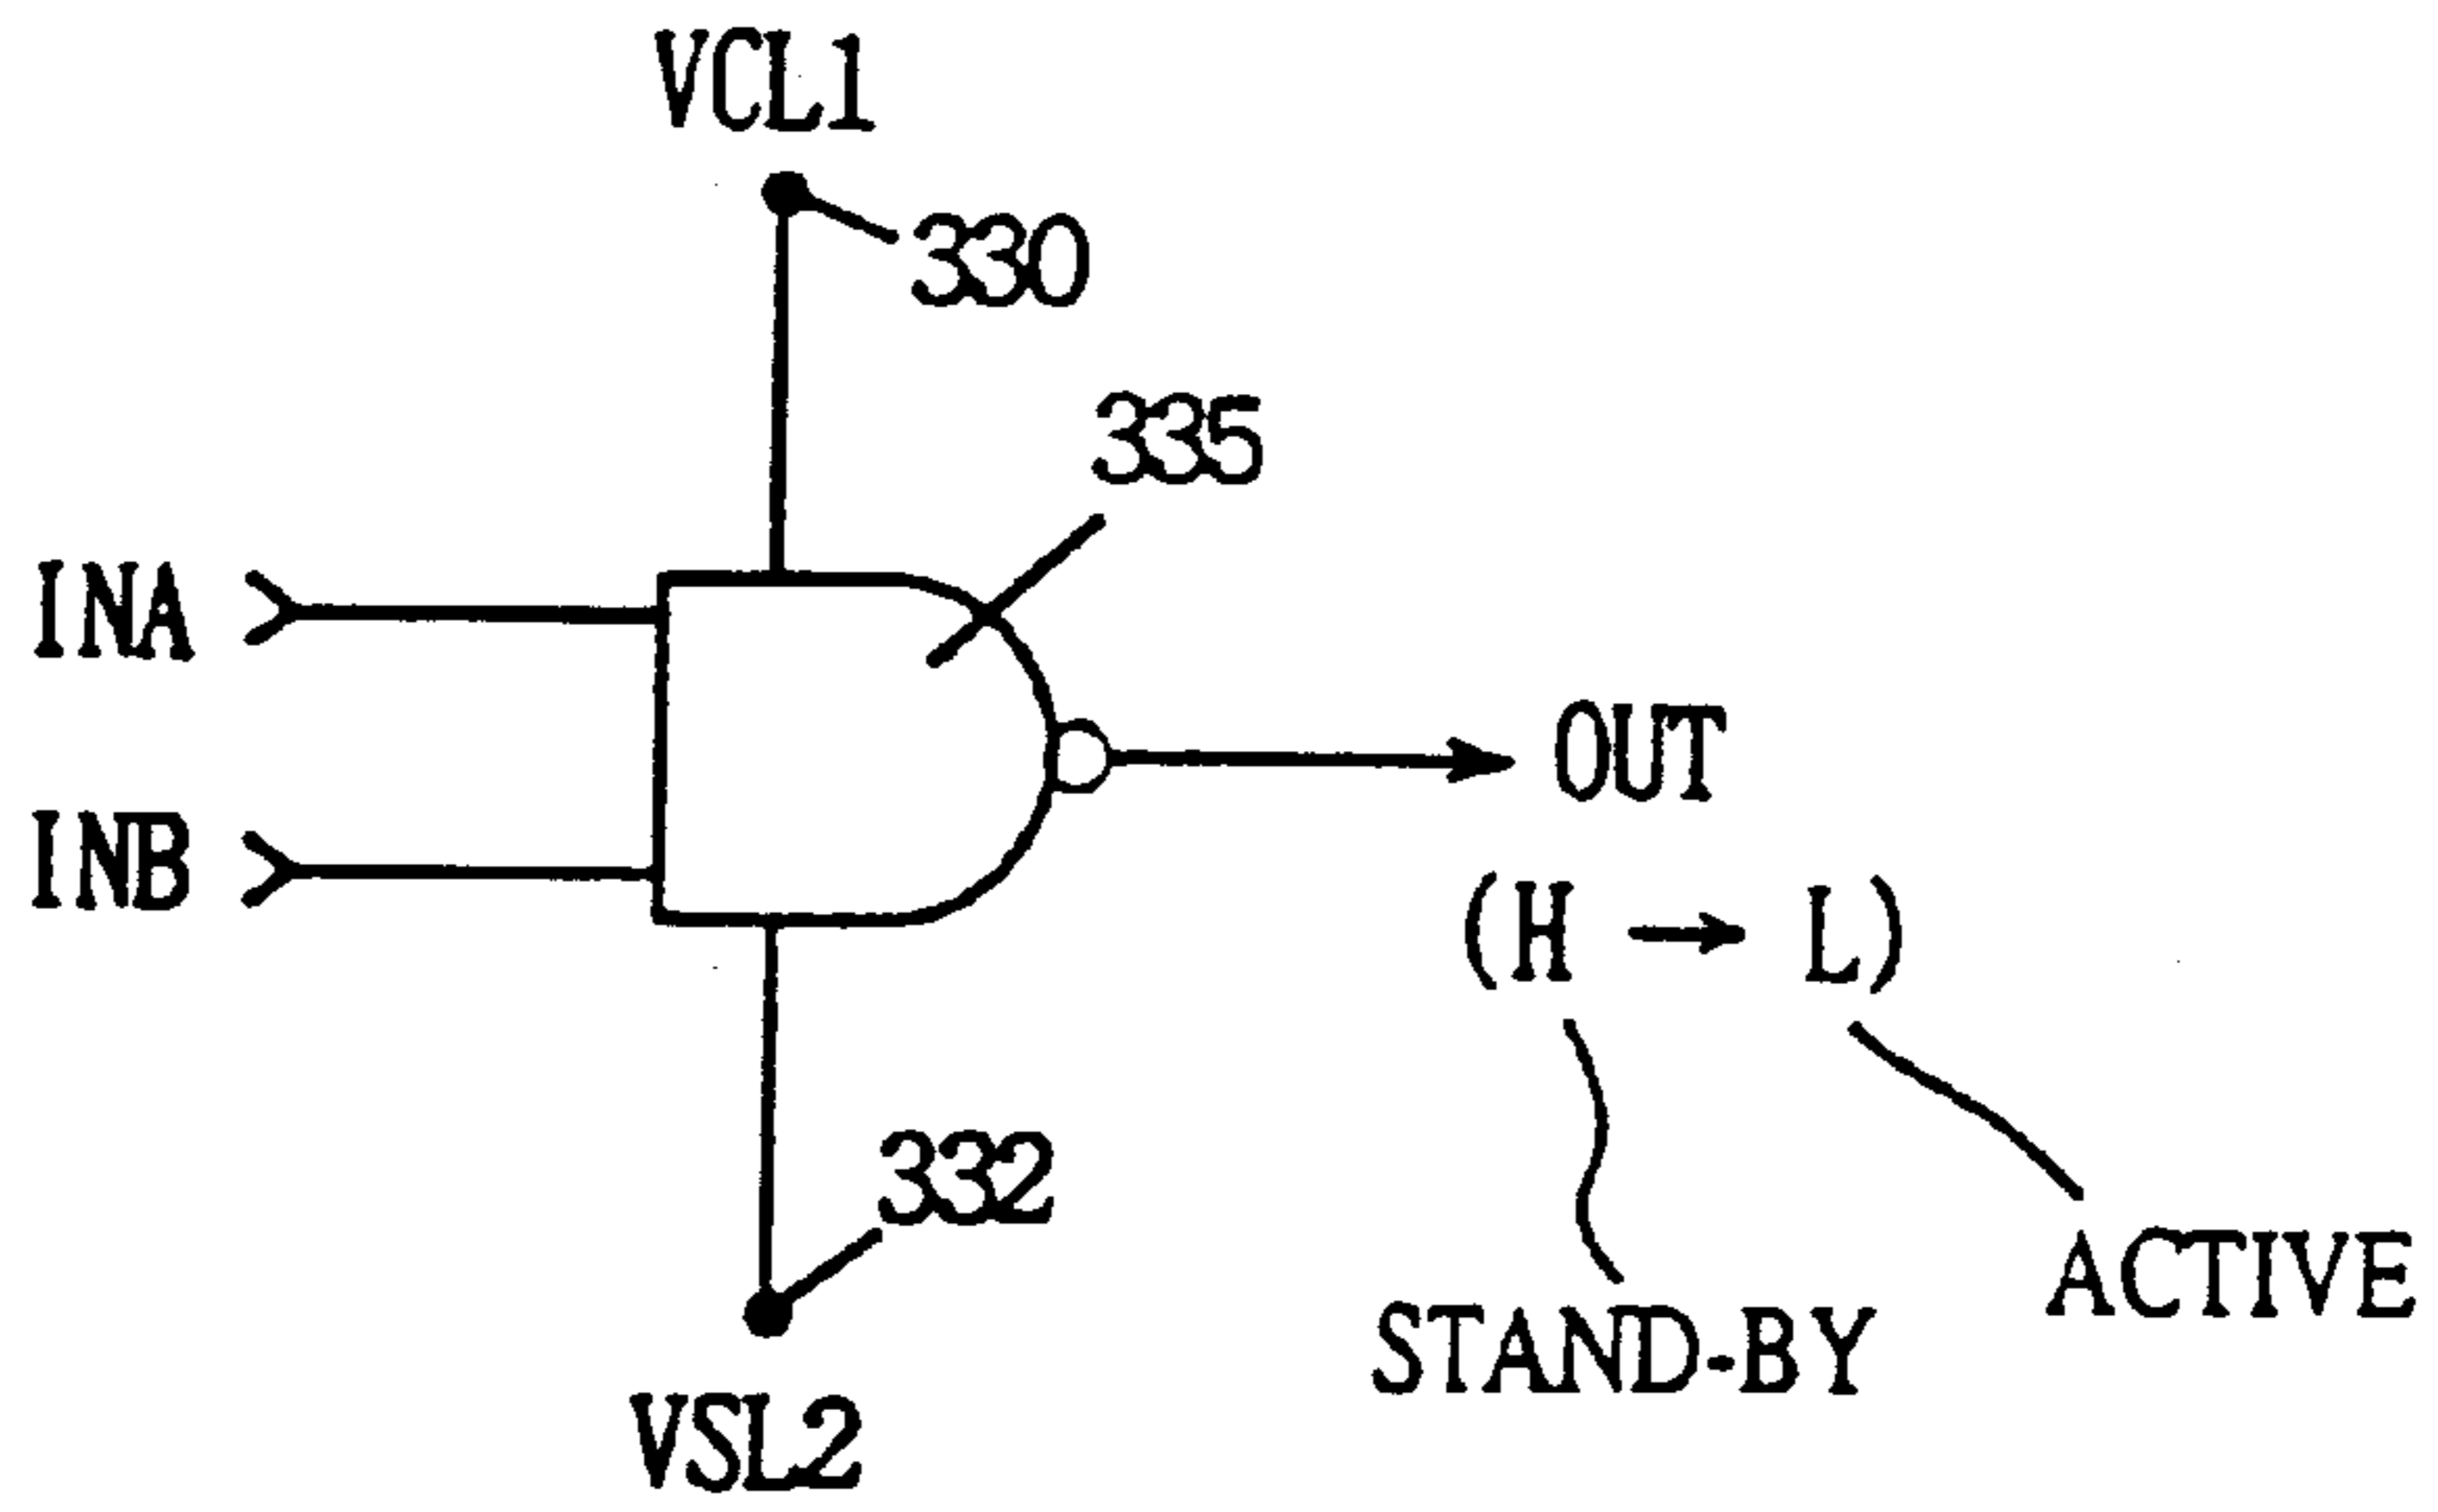 VCL1
330
335
INA
OUT
INB
(H → L)
332
ACTIVE
STAND-BY
VSL2